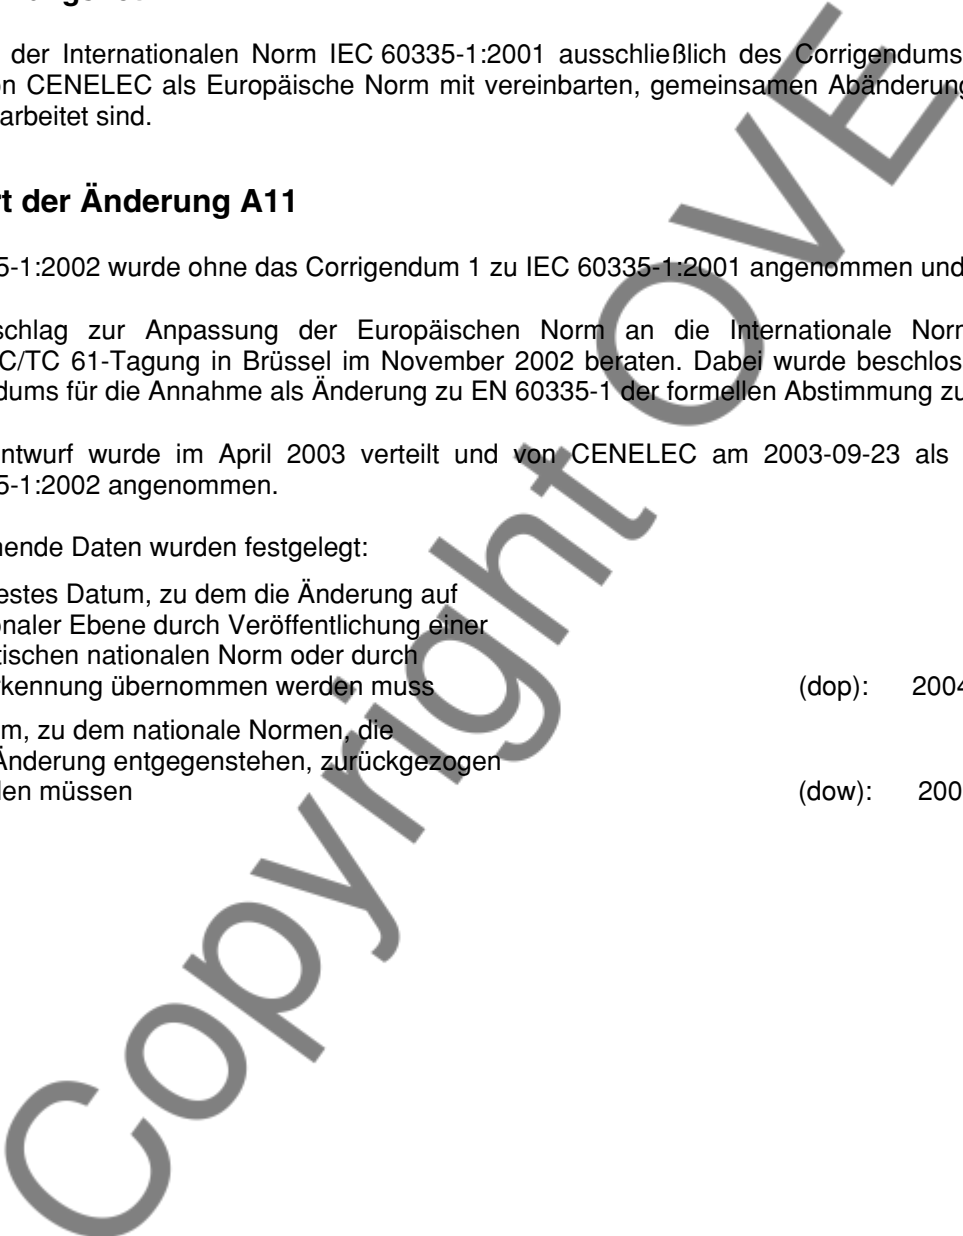 der Internationalen Norm IEC 60335-1:2001 ausschließlich des Corrigendums
CENELEC als Europäische Norm mit vereinbarten, gemeinsamen
arbeitet sind.
der Änderung A11
5-1:2002 wurde ohne das Corrigendum 1 zu IEC 60335-1:2001 angenommen und
schlag zur Anpassung der Europäischen Norm an die Internationale Norm
C/TC 61-Tagung in Brüssel im November 2002 beraten. Dabei wurde beschlos
dums für die Annahme als Änderung zu EN 60335-1 der formellen Abstimmung zu
ntwurf wurde im April 2003 verteilt und von CENELEC am 2003-09-23 als
5-1:2002 angenommen.
ende Daten wurden festgelegt:
estes Datum, zu dem die Änderung auf
onaler Ebene durch Veröffentlichung einer
tischen nationalen Norm oder durch
rkennung übernommen werden muss (dop): 2004
m, zu dem nationale Normen, die
Änderung entgegenstehen, zurückgezogen
den müssen (dow): 200
Copyright OVE